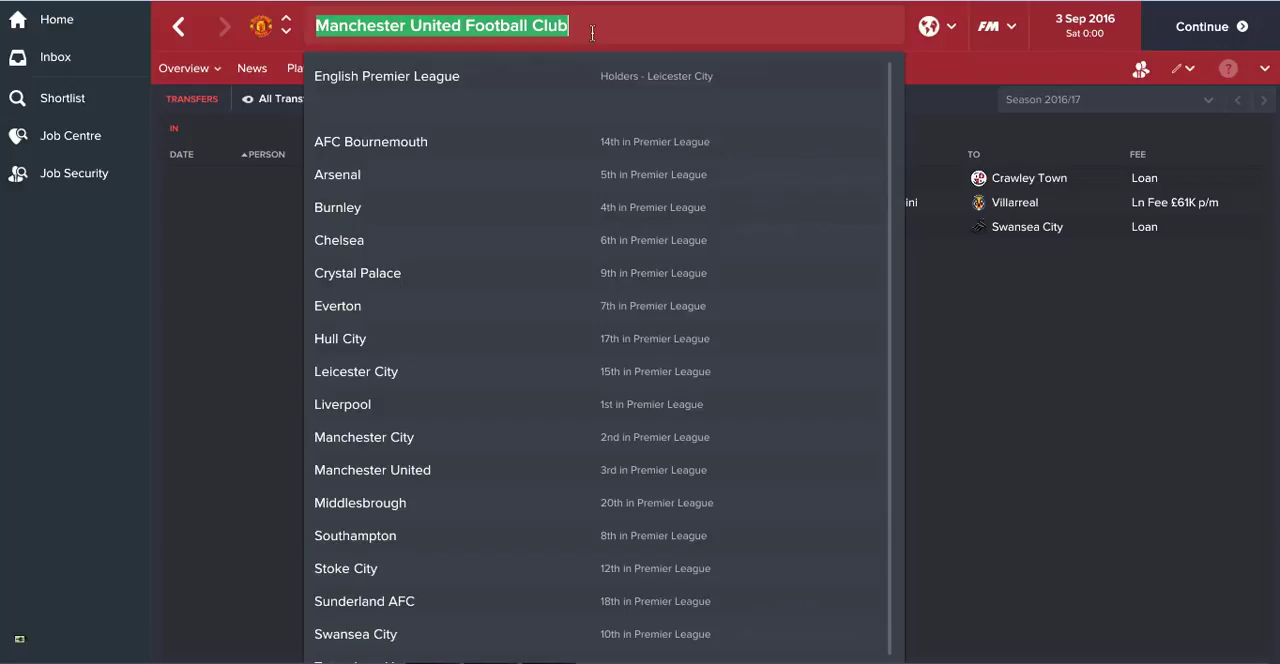 Home
Inbox
Shortlist
Job Centre
Job Security
Manchester United Football Club
FM
3 Sep 2016
Sat 0:00
Continue
Overview News Pla
TRANSFERS All Trans
Season 2016/17
IN
DATE PERSON
TO FEE
Crawley Town Loan
ini Villarreal Ln Fee £61K p/m
Swansea City Loan
English Premier League Holders - Leicester City
AFC Bournemouth 14th in Premier League
Arsenal 5th in Premier League
Burnley 4th in Premier League
Chelsea 6th in Premier League
Crystal Palace 9th in Premier League
Everton 7th in Premier League
Hull City 17th in Premier League
Leicester City 15th in Premier League
Liverpool 1st in Premier League
Manchester City 2nd in Premier League
Manchester United 3rd in Premier League
Middlesbrough 20th in Premier League
Southampton 8th in Premier League
Stoke City 12th in Premier League
Sunderland AFC 18th in Premier League
Swansea City 10th in Premier League